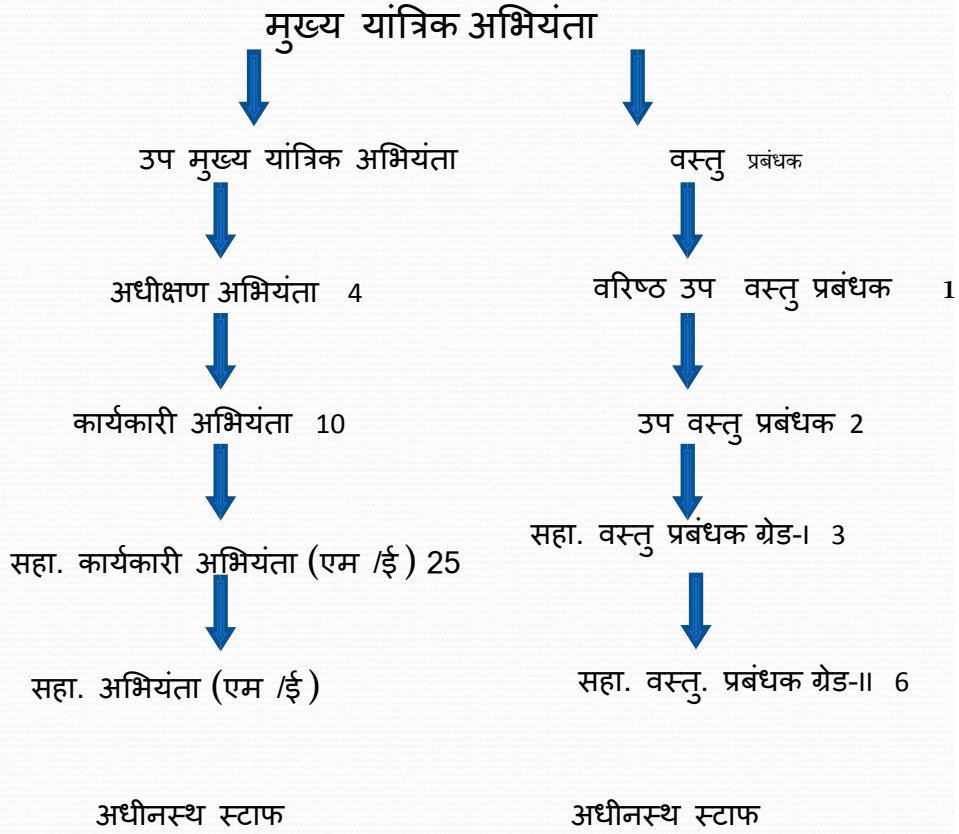 मुख्य यांत्रिक अभियंता
उप मुख्य यांत्रिक अभियंता
वस्तु प्रबंधक
अधीक्षण अभियंता 4
वरिष्ठ उप वस्तु प्रबंधक 1
कार्यकारी अभियंता 10
उप वस्तु प्रबंधक 2
सहा. कार्यकारी अभियंता (एम /ई) 25
सहा. वस्तु प्रबंधक ग्रेड-I 3
सहा. अभियंता (एम /ई)
सहा. वस्तु. प्रबंधक ग्रेड-II 6
अधीनस्थ स्टाफ
अधीनस्थ स्टाफ